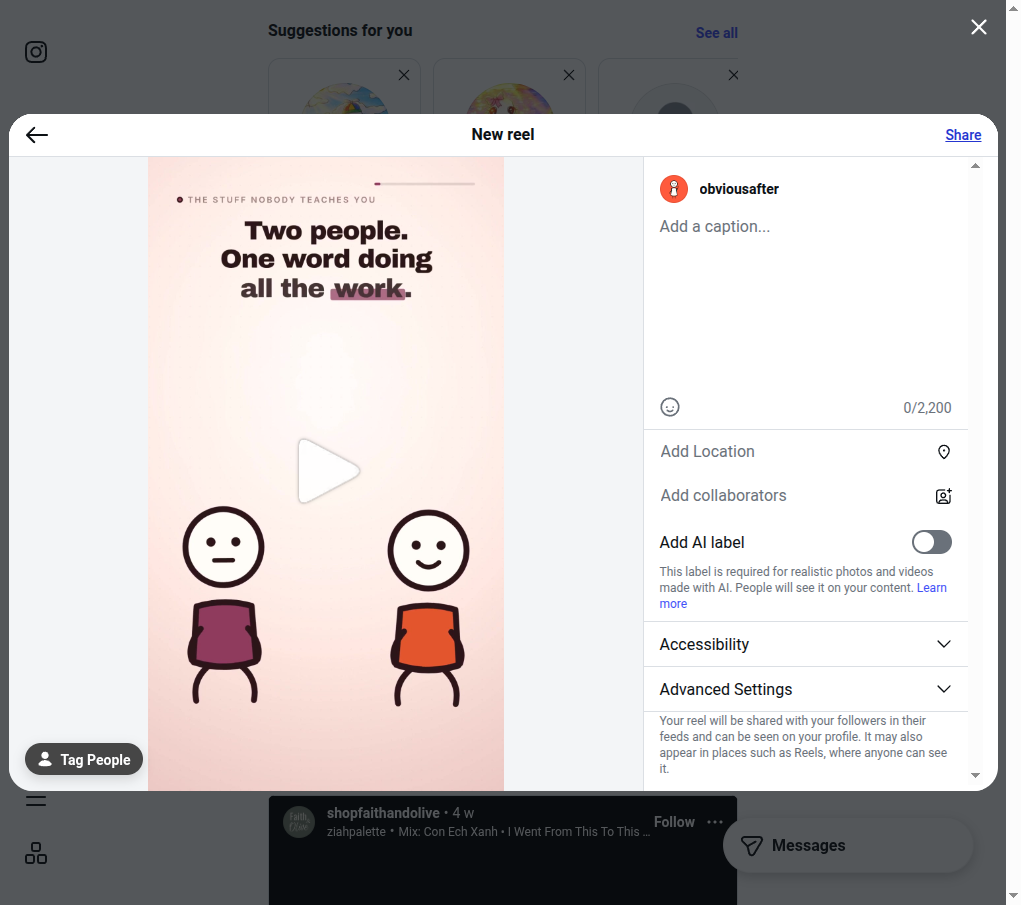 Suggestions for you
See all
New reel
Share
THE STUFF NOBODY TEACHES YOU
Two people.
One word doing
all the work.
Tag People
obviousafter
Add a caption...
0/2,200
Add Location
Add collaborators
Add AI label
This label is required for realistic photos and videos
made with AI. People will see it on your content. Learn
more
Accessibility
Advanced Settings
Your reel will be shared with your followers in their
feeds and can be seen on your profile. It may also
appear in places such as Reels, where anyone can see
it.
Faith,
shopfaithandolive • 4 w
ziahpalette • Mix: Con Ech Xanh • I Went From This To This ...
Follow
Messages